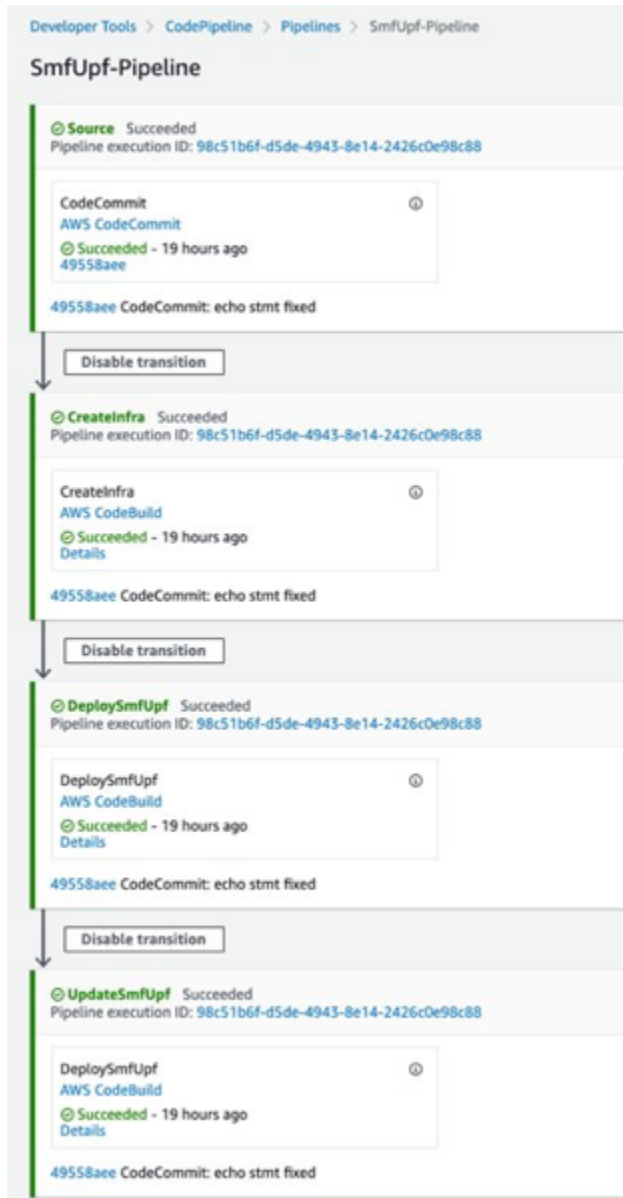 Developer Tools > CodePipeline > Pipelines > SmfUpf-Pipeline
SmfUpf-Pipeline
Source Succeeded
Pipeline execution ID: 98c51b6f-d5de-4943-8e14-2426c0e98c88
CodeCommit
AWS CodeCommit
Succeeded - 19 hours ago
49558aee
49558aee CodeCommit: echo stmt fixed
Disable transition
CreateInfra Succeeded
Pipeline execution ID: 98c51b6f-d5de-4943-8e14-2426c0e98c88
CreateInfra
AWS CodeBuild
Succeeded - 19 hours ago
Details
49558aee CodeCommit: echo stmt fixed
Disable transition
DeploySmfUpf Succeeded
Pipeline execution ID: 98c51b6f-d5de-4943-8e14-2426c0e98c88
DeploySmfUpf
AWS CodeBuild
Succeeded - 19 hours ago
Details
49558aee CodeCommit: echo stmt fixed
Disable transition
UpdateSmfUpf Succeeded
Pipeline execution ID: 98c51b6f-d5de-4943-8e14-2426c0e98c88
DeploySmfUpf
AWS CodeBuild
Succeeded - 19 hours ago
Details
49558aee CodeCommit: echo stmt fixed